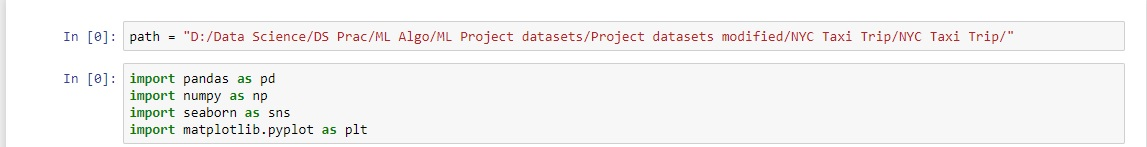 In [0]: path = "D:/Data Science/DS Prac/ML Algo/ML Project datasets/Project datasets modified/NYC Taxi Trip/NYC Taxi Trip/"
In [0]: import pandas as pd
import numpy as np
import seaborn as sns
import matplotlib.pyplot as plt